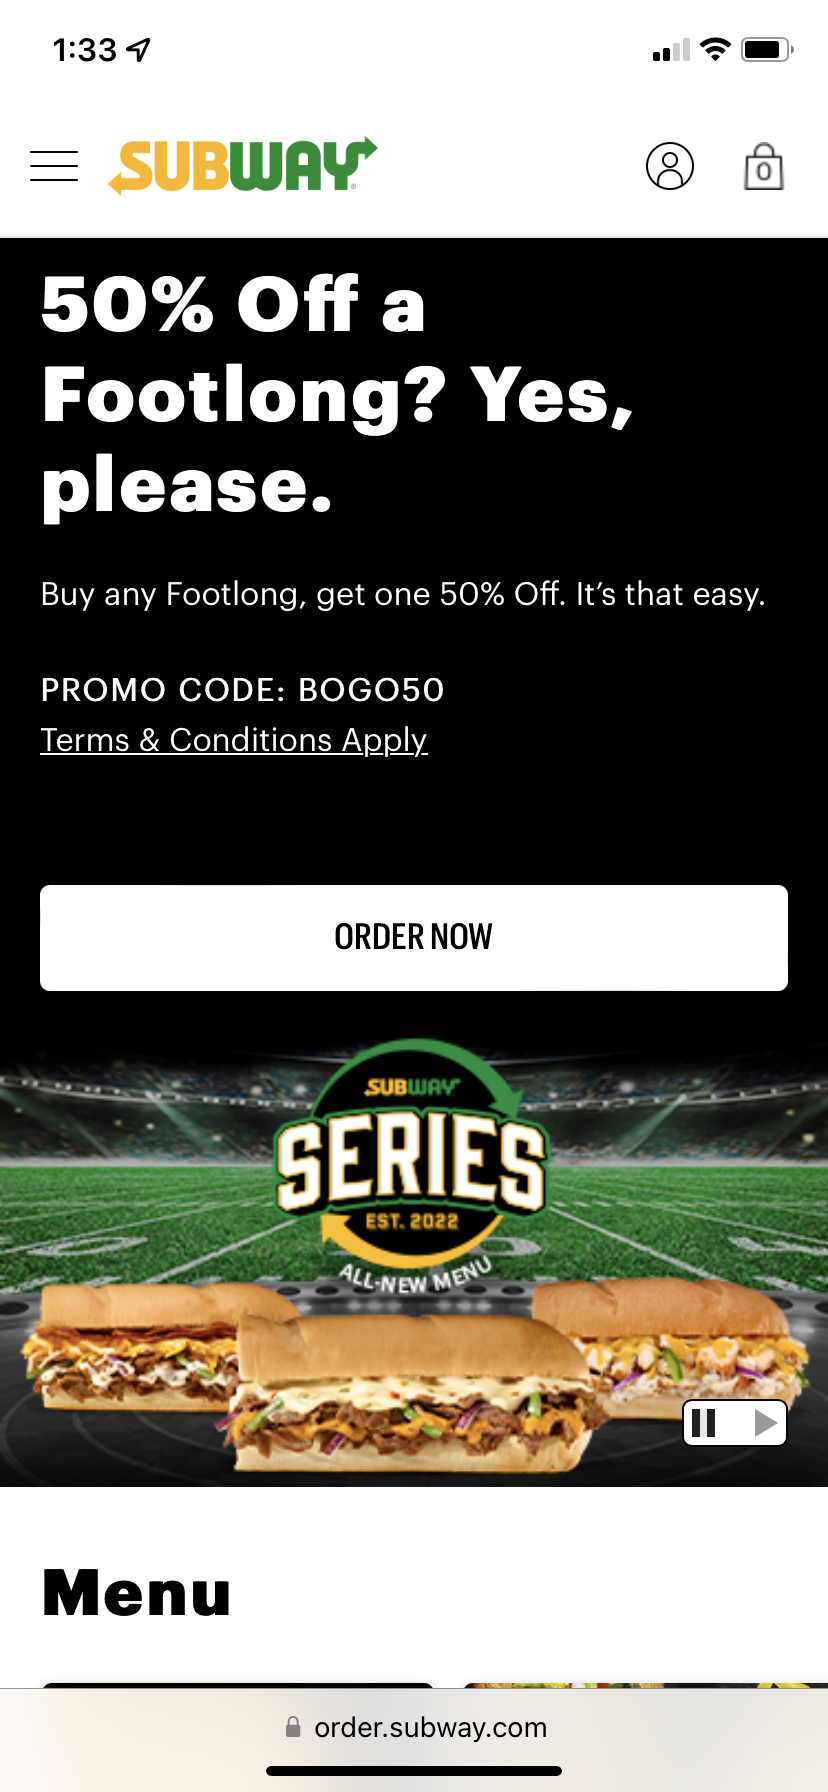 1:33
SUBWAY
0
50% Off a
Footlong? Yes,
please.
Buy any Footlong, get one 50% Off. It’s that easy.
PROMO CODE: BOGO50
Terms & Conditions Apply
ORDER NOW
SUBWAY
SERIES
EST. 2022
ALL-NEW MENU
Menu
order.subway.com